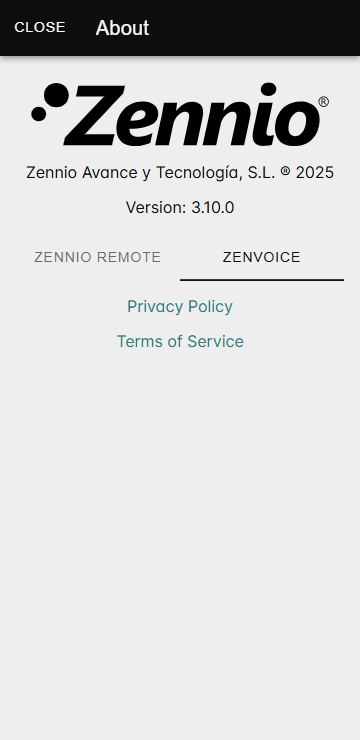 CLOSE About
Zennio®
Zennio Avance y Tecnología, S.L. ® 2025
Version: 3.10.0
ZENNIO REMOTE ZENVOICE
Privacy Policy
Terms of Service